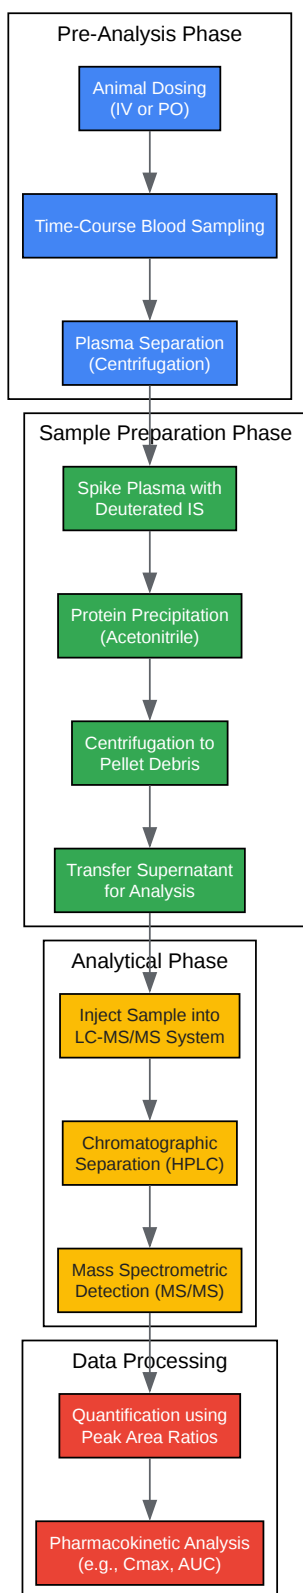 Pre-Analysis Phase
Animal Dosing
(IV or PO)
Time-Course Blood Sampling
Plasma Separation
(Centrifugation)
Sample Preparation Phase
Spike Plasma with
Deuterated IS
Protein Precipitation
(Acetonitrile)
Centrifugation to
Pellet Debris
Transfer Supernatant
for Analysis
Analytical Phase
Inject Sample into
LC-MS/MS System
Chromatographic
Separation (HPLC)
Mass Spectrometric
Detection (MS/MS)
Data Processing
Quantification using
Peak Area Ratios
Pharmacokinetic Analysis
(e.g., Cmax, AUC)